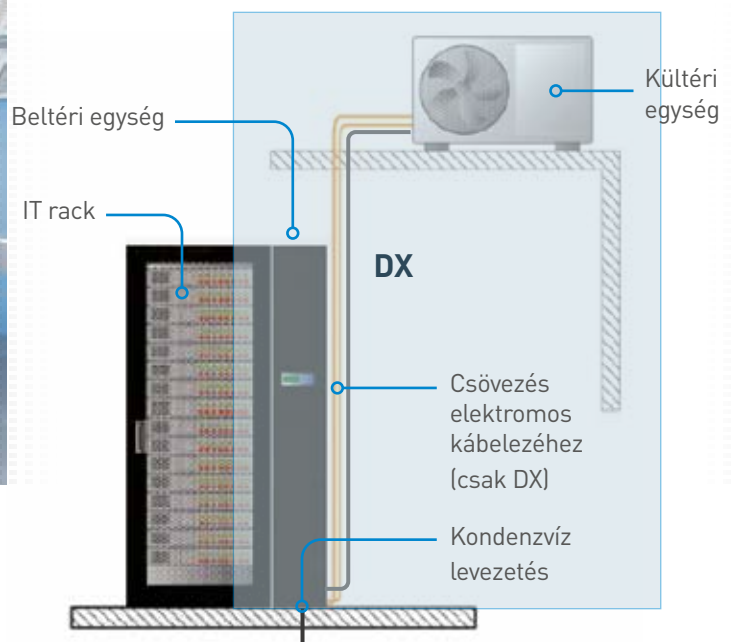 Kültéri
egység
Beltéri egység
IT rack
DX
Csövezés
elektromos
kábelezéhez
(csak DX)
Kondenzvíz
levezetés